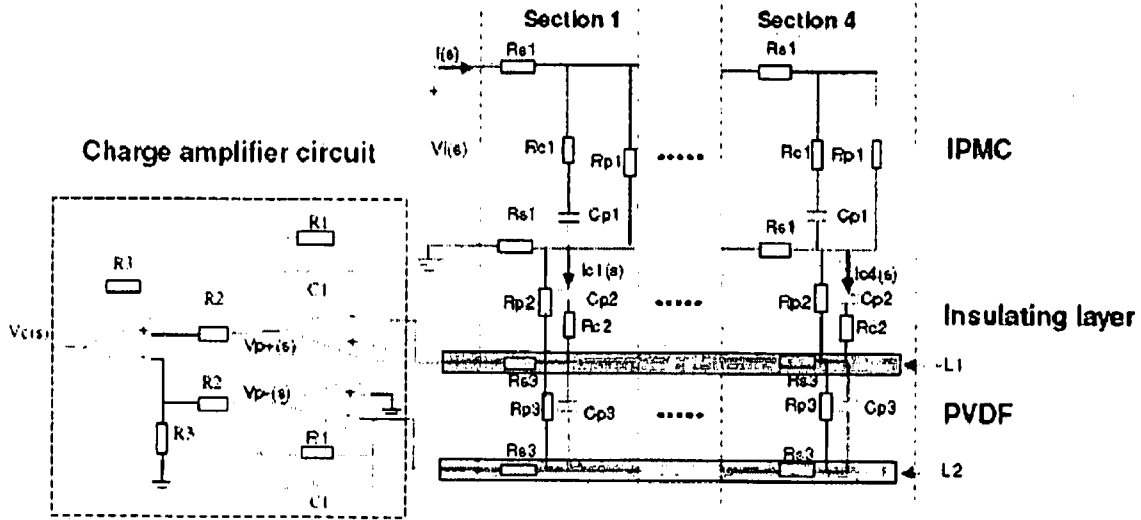 Section 1
Section 4
I(s)
Rs1
Rs1
+
Vi(s)
Rc1
Rp1
.....
Rc1
Rp1
IPMC
Charge amplifier circuit
Rs1
Cp1
Rs1
Cp1
R1
R3
Ic1(s)
Ic4(s)
R2
C1
Rp2
Cp2
.....
Rp2
Cp2
Insulating layer
Vc(s)
+
Vp+(s)
Rc2
Rc2
L1
R2
Vp-(s)
Rs3
Rs3
Rp3
Cp3
.....
Rp3
Cp3
PVDF
R3
R1
Rs3
Rs3
L2
C1